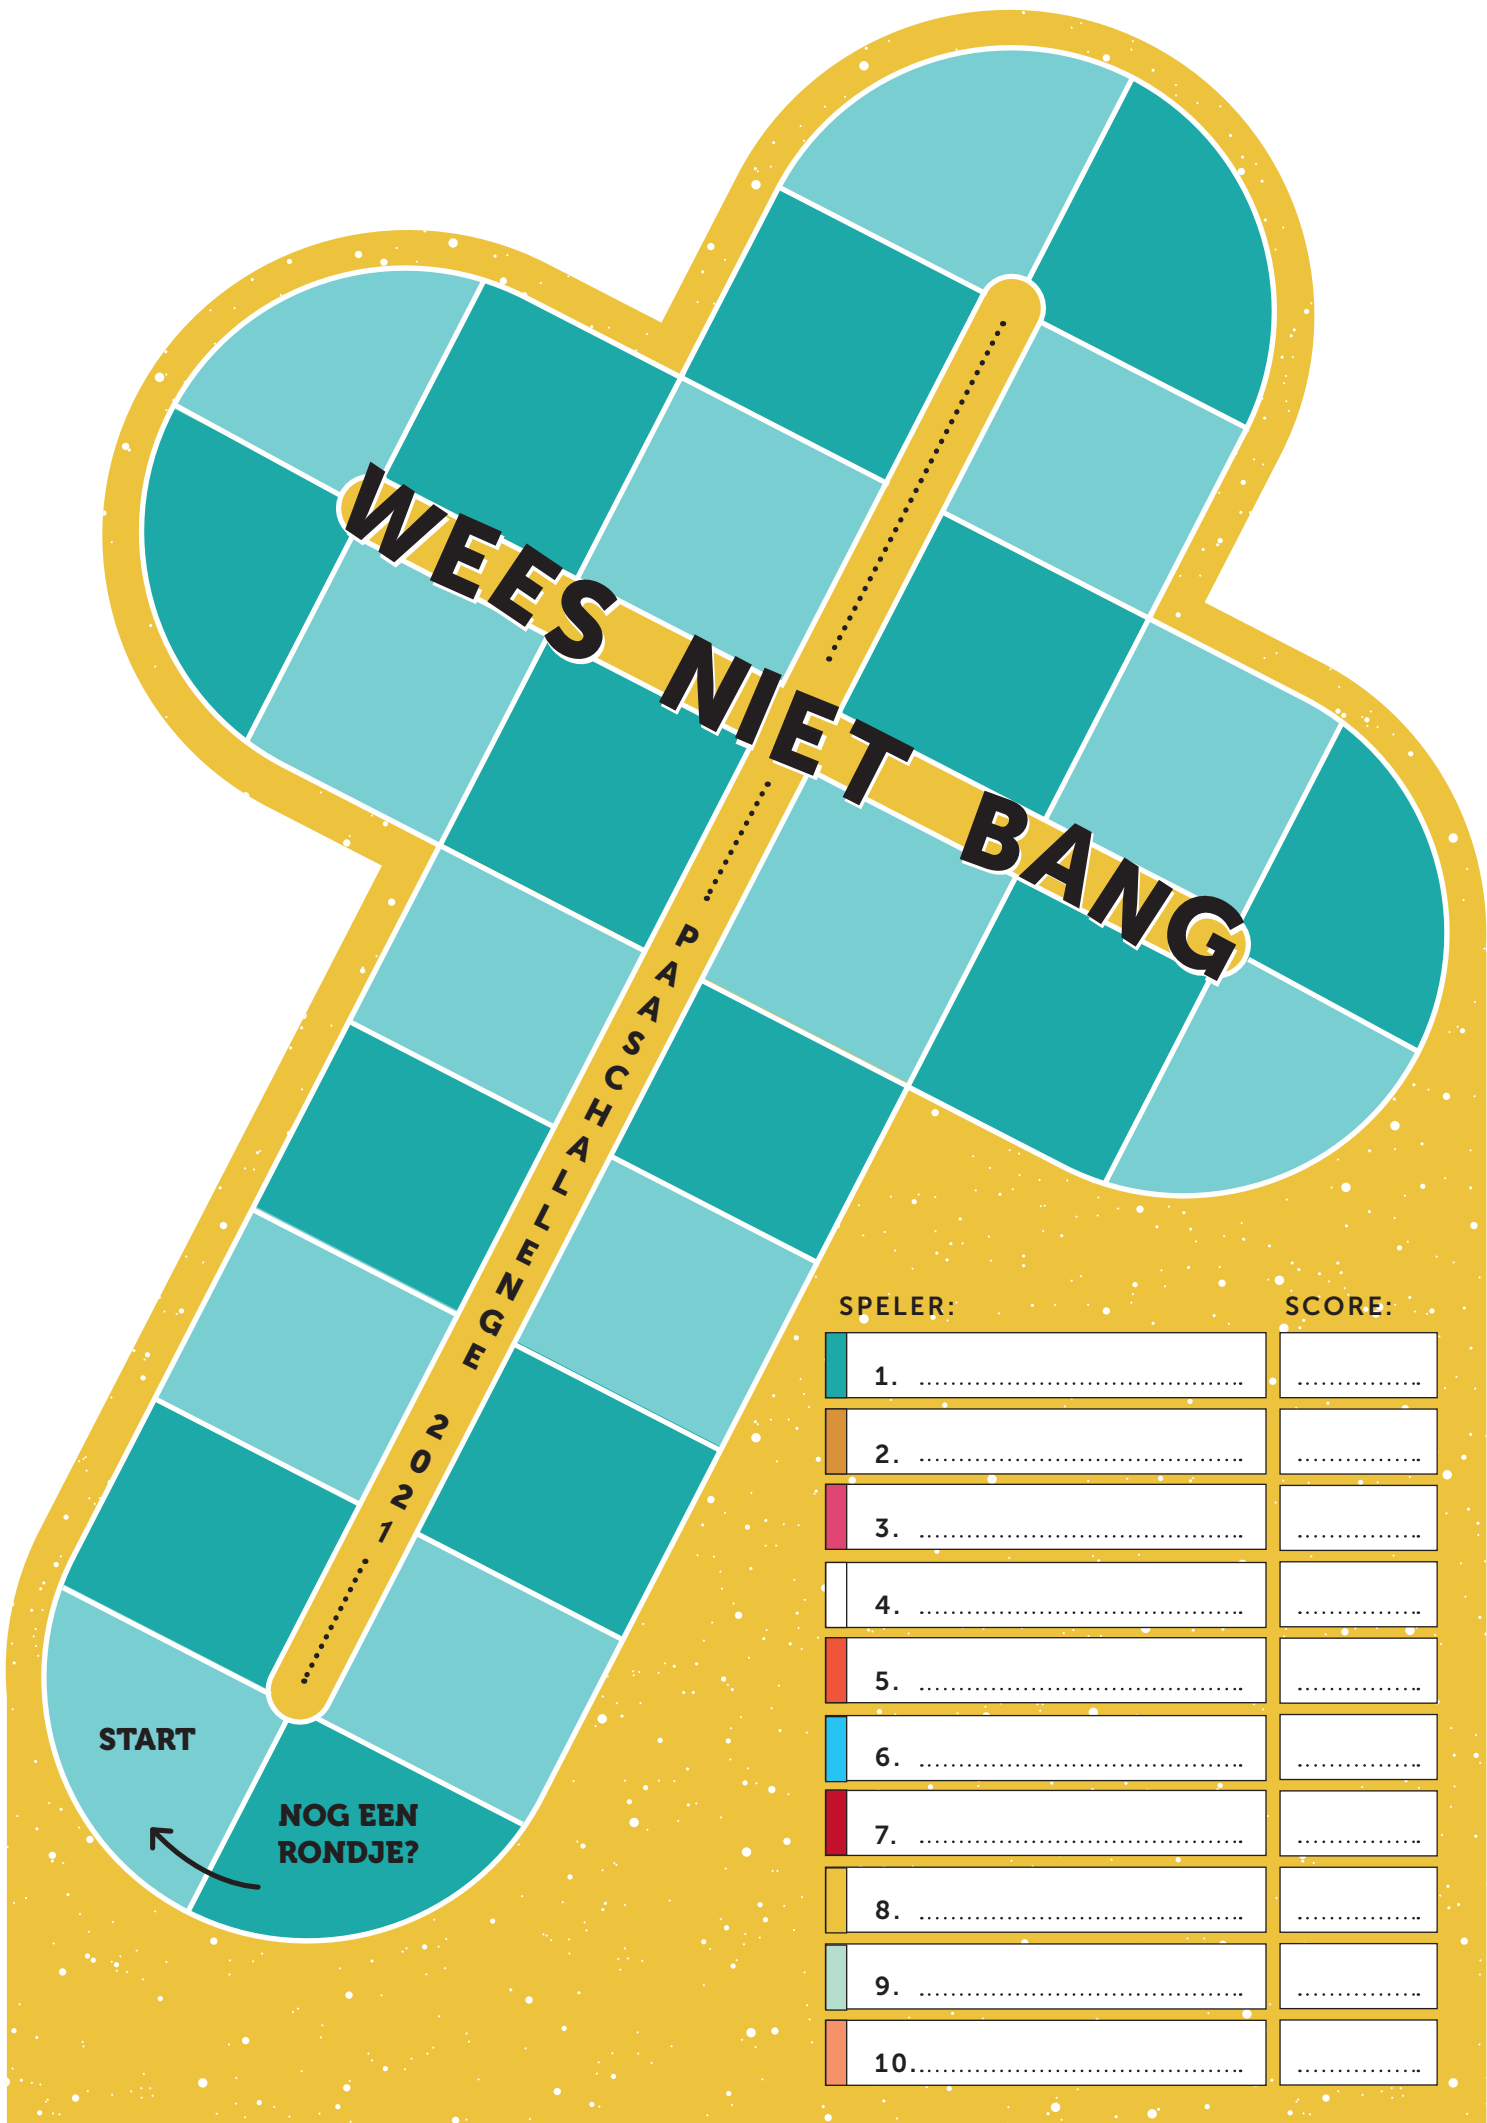 WEES NIET BANG
PAASCHALLENGE 2021
START
NOG EEN
RONDJE?
SPELER: SCORE:
1. ........................................ ................
2. ........................................ ................
3. ........................................ ................
4. ........................................ ................
5. ........................................ ................
6. ........................................ ................
7. ........................................ ................
8. ........................................ ................
9. ........................................ ................
10. ........................................ ................